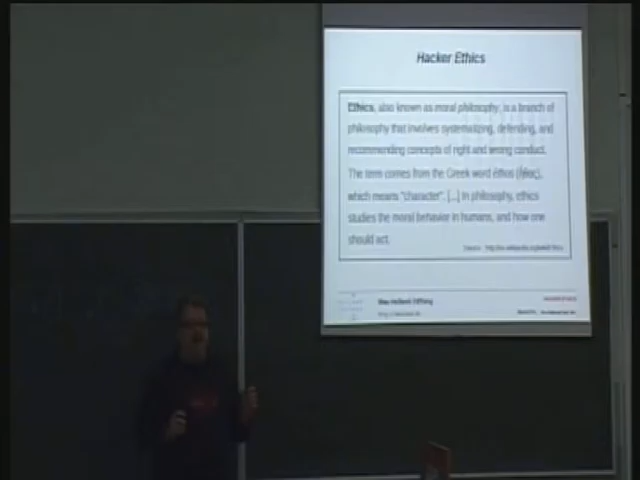 Hacker Ethics
Ethics, also known as moral philosophy, is a branch of
philosophy that involves systematizing, defending, and
recommending concepts of right and wrong conduct.
The term comes from the Greek word ēthos (ἦθος),
which means "character". [...] In philosophy, ethics
studies the moral behavior in humans, and how one
should act.